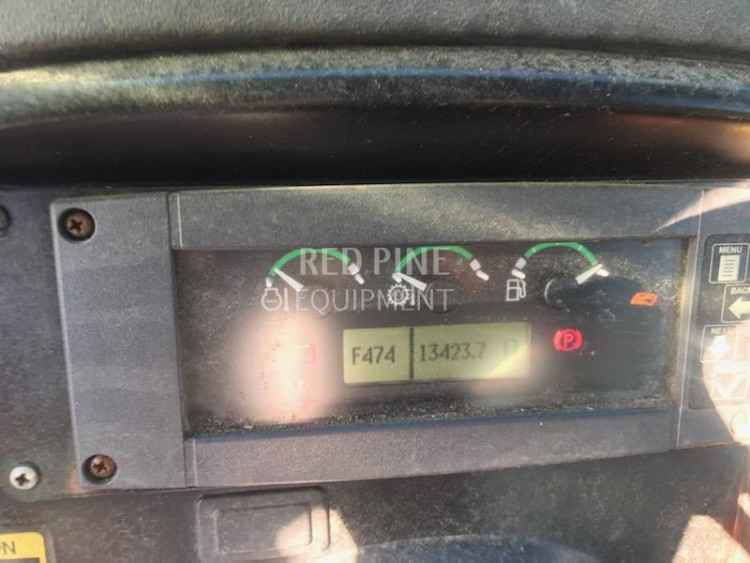 RED PINE
EQUIPMENT
MENU
F474 13423.7
P